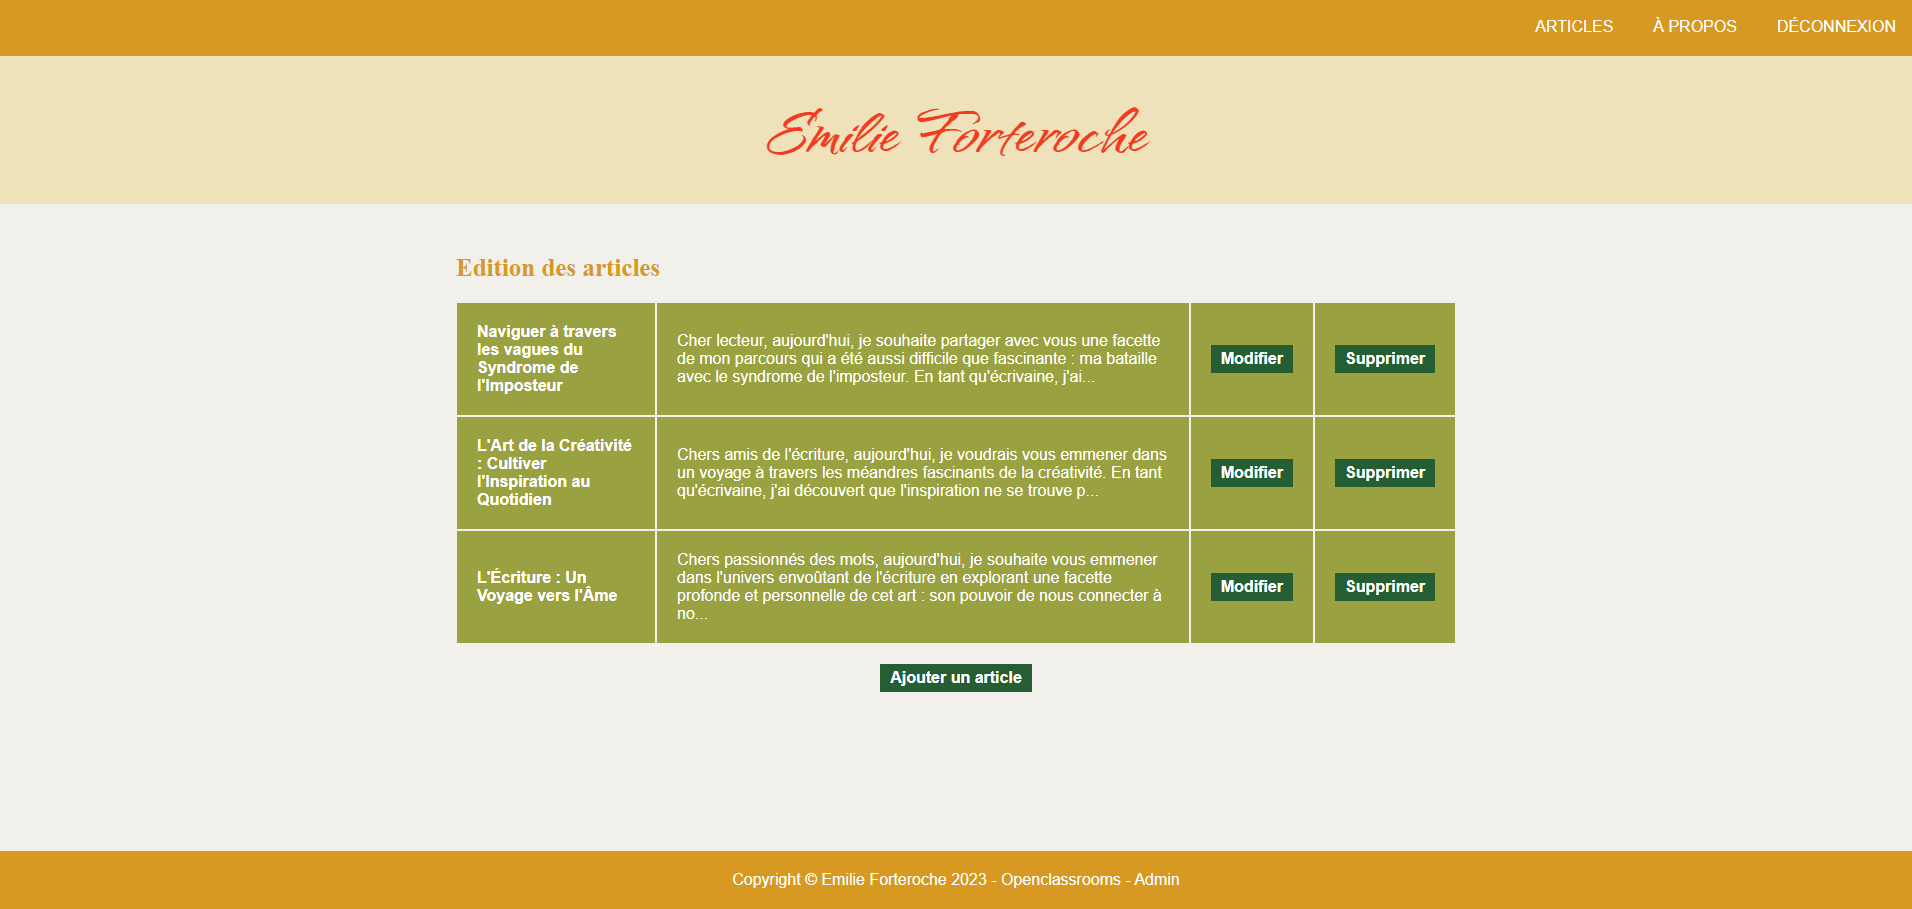 ARTICLES À PROPOS DÉCONNEXION
Emilie Forteroche
Edition des articles
Naviguer à travers
les vagues du
Syndrome de
l'Imposteur
Cher lecteur, aujourd'hui, je souhaite partager avec vous une facette
de mon parcours qui a été aussi difficile que fascinante : ma bataille
avec le syndrome de l'imposteur. En tant qu'écrivaine, j'ai...
Modifier
Supprimer
L'Art de la Créativité
: Cultiver
l'Inspiration au
Quotidien
Chers amis de l'écriture, aujourd'hui, je voudrais vous emmener dans
un voyage à travers les méandres fascinants de la créativité. En tant
qu'écrivaine, j'ai découvert que l'inspiration ne se trouve p...
Modifier
Supprimer
L'Écriture : Un
Voyage vers l'Âme
Chers passionnés des mots, aujourd'hui, je souhaite vous emmener
dans l'univers envoûtant de l'écriture en explorant une facette
profonde et personnelle de cet art : son pouvoir de nous connecter à
no...
Modifier
Supprimer
Ajouter un article
Copyright © Emilie Forteroche 2023 - Openclassrooms - Admin